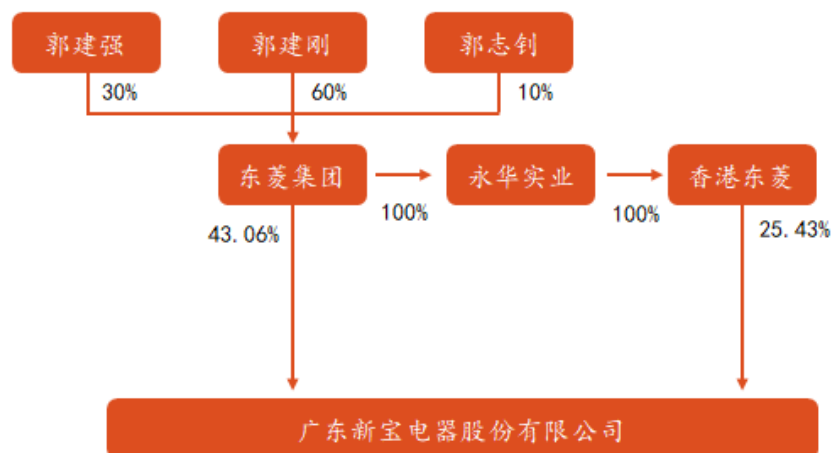 郭建强
郭建刚
郭志钊
30%
60%
10%
东菱集团
永华实业
香港东菱
100%
100%
43.06%
25.43%
广东新宝电器股份有限公司